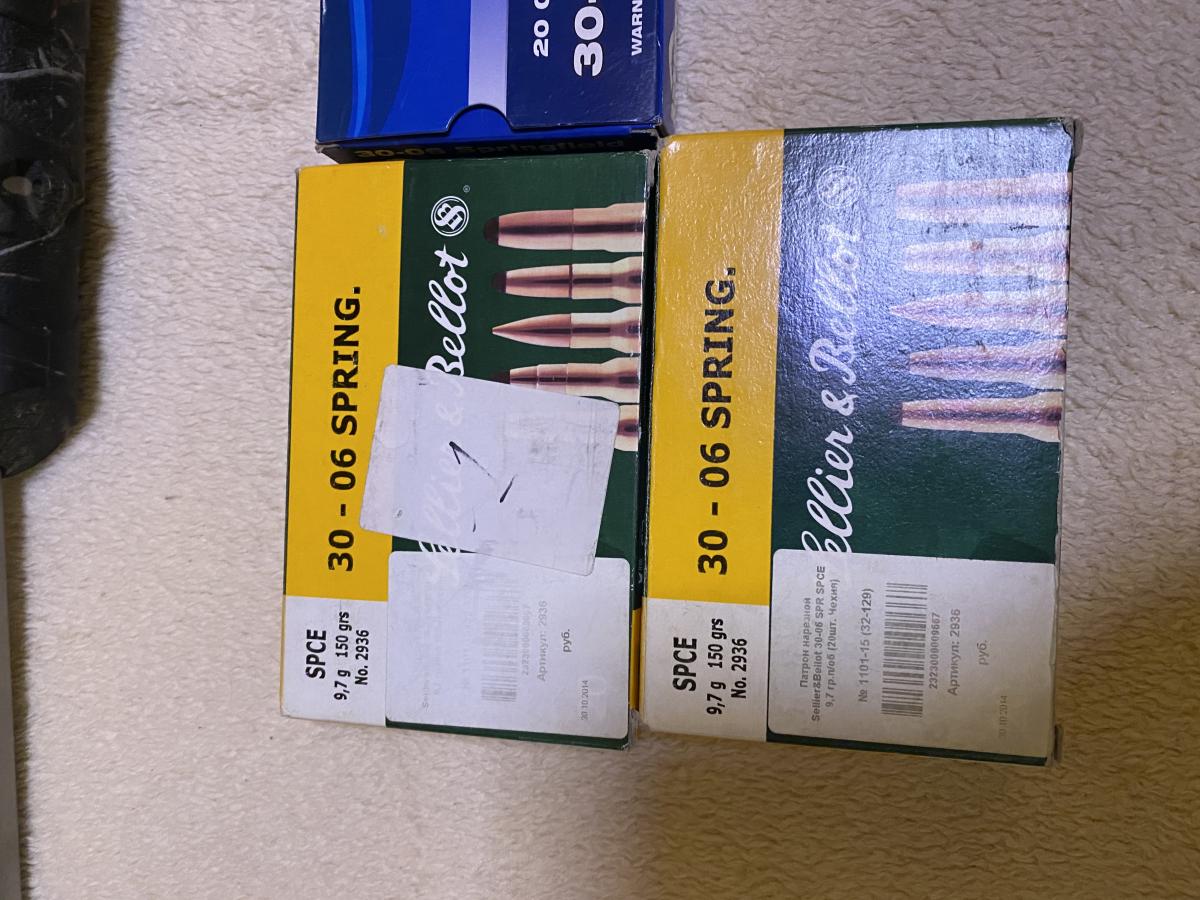 20
30-
WARN
30-06 Springfield
30 - 06 SPRING.
Sellier & Bellot
®
SPCE
9,7 g 150 grs
No. 2936
Артикул: 2936
руб.
30.10.2014
30 - 06 SPRING.
Sellier & Bellot
SPCE
9,7 g 150 grs
No. 2936
Патрон нарезной
Sellier&Bellot 30-06 SPR SPCE
9,7 гр.п/об (20шт. Чехия)
№ 1101-15 (32-129)
2323000009667
Артикул: 2936
руб.
30.10.2014